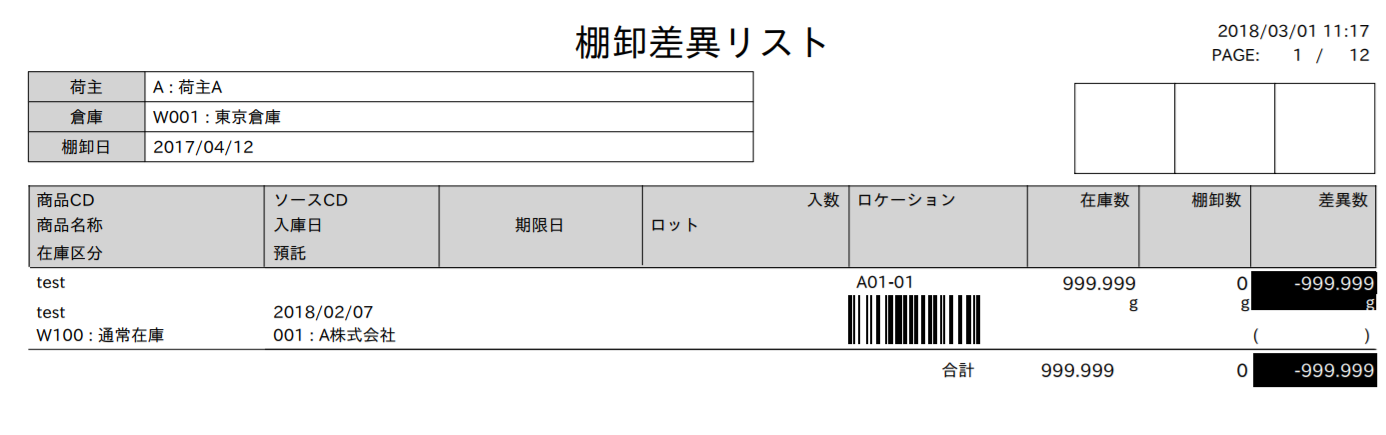 棚卸差異リスト
2018/03/01 11:17
PAGE: 1 / 12
荷主 A : 荷主A
倉庫 W001 : 東京倉庫
棚卸日 2017/04/12
商品CD ソースCD 入数 ロケーション 在庫数 棚卸数 差異数
商品名称 入庫日 期限日 ロット
在庫区分 預託
test A01-01 999.999 0 -999.999
g g g
test 2018/02/07
W100 : 通常在庫 001 : A株式会社 ( )
合計 999.999 0 -999.999